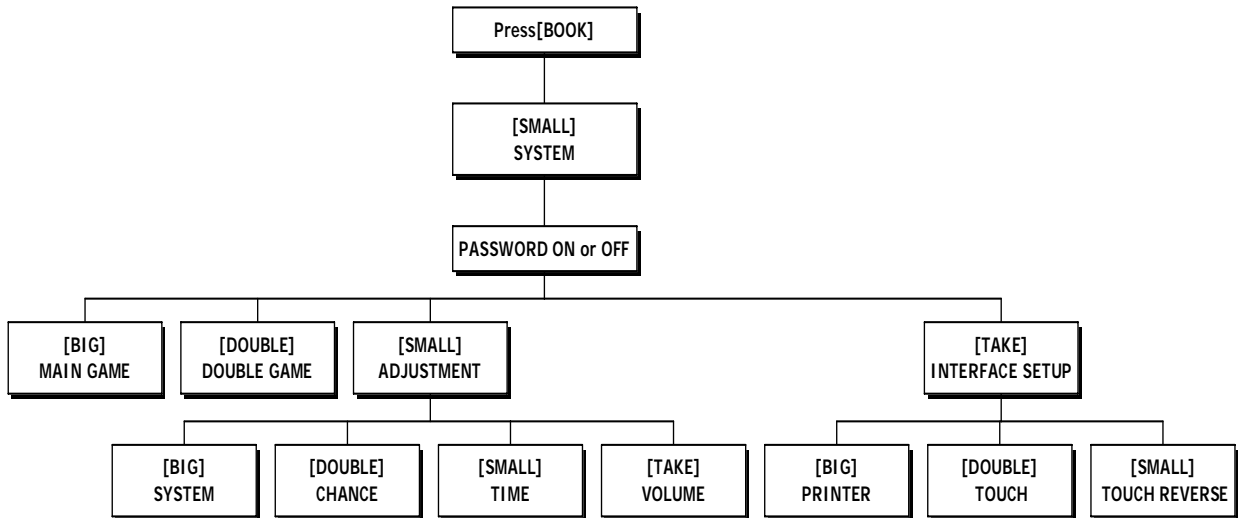 Press[BOOK]
[SMALL]
SYSTEM
PASSWORD ON or OFF
[BIG]
MAIN GAME
[DOUBLE]
DOUBLE GAME
[SMALL]
ADJUSTMENT
[TAKE]
INTERFACE SETUP
[BIG]
SYSTEM
[DOUBLE]
CHANCE
[SMALL]
TIME
[TAKE]
VOLUME
[BIG]
PRINTER
[DOUBLE]
TOUCH
[SMALL]
TOUCH REVERSE